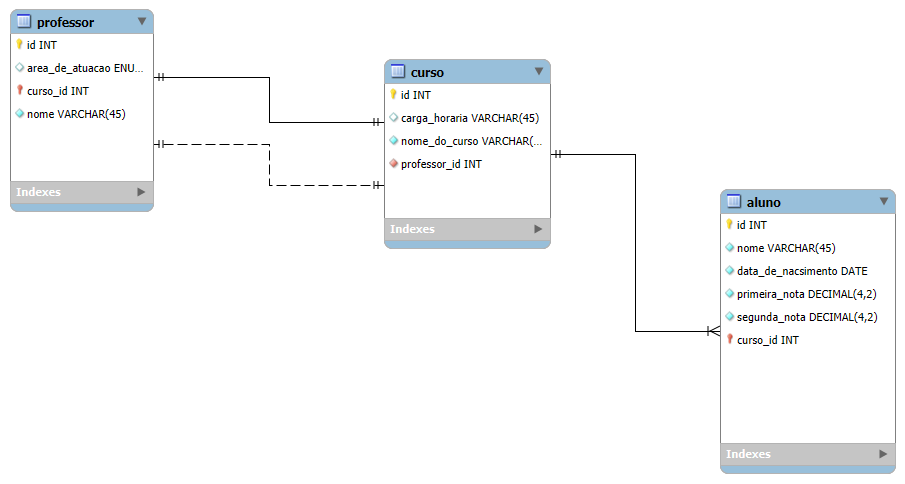 professor
id INT
area_de_atuacao ENU...
curso_id INT
nome VARCHAR(45)
Indexes
curso
id INT
carga_horaria VARCHAR(45)
nome_do_curso VARCHAR(...
professor_id INT
Indexes
aluno
id INT
nome VARCHAR(45)
data_de_nacsimento DATE
primeira_nota DECIMAL(4,2)
segunda_nota DECIMAL(4,2)
curso_id INT
Indexes